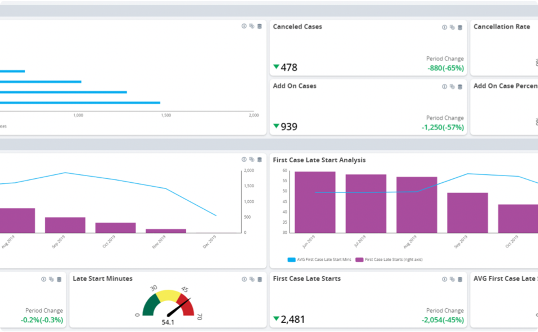 Canceled Cases
Cancellation Rate
478
Period Change
-880(-65%)
1,000
1,500
2,000
Add On Cases
Add On Case Percen
939
Period Change
-1,250(-57%)
First Case Late Start Analysis
2,000
1,500
1,000
500
0
Aug 2019
Sep 2019
Oct 2019
Nov 2019
Dec 2019
Jun 2019
Jul 2019
Aug 2019
Sep 2019
Oct 2019
AVG First Case Late Start Mins
First Case Late Starts (right axis)
Period Change
-0.2%(-0.3%)
Late Start Minutes
30
45
70
0
54.1
First Case Late Starts
2,481
Period Change
-2,054(-45%)
AVG First Case Late